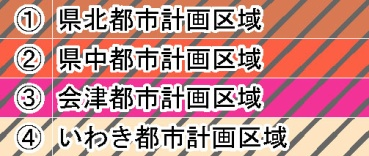 ① 県北都市計画区域
② 県中都市計画区域
③ 会津都市計画区域
④ いわき都市計画区域